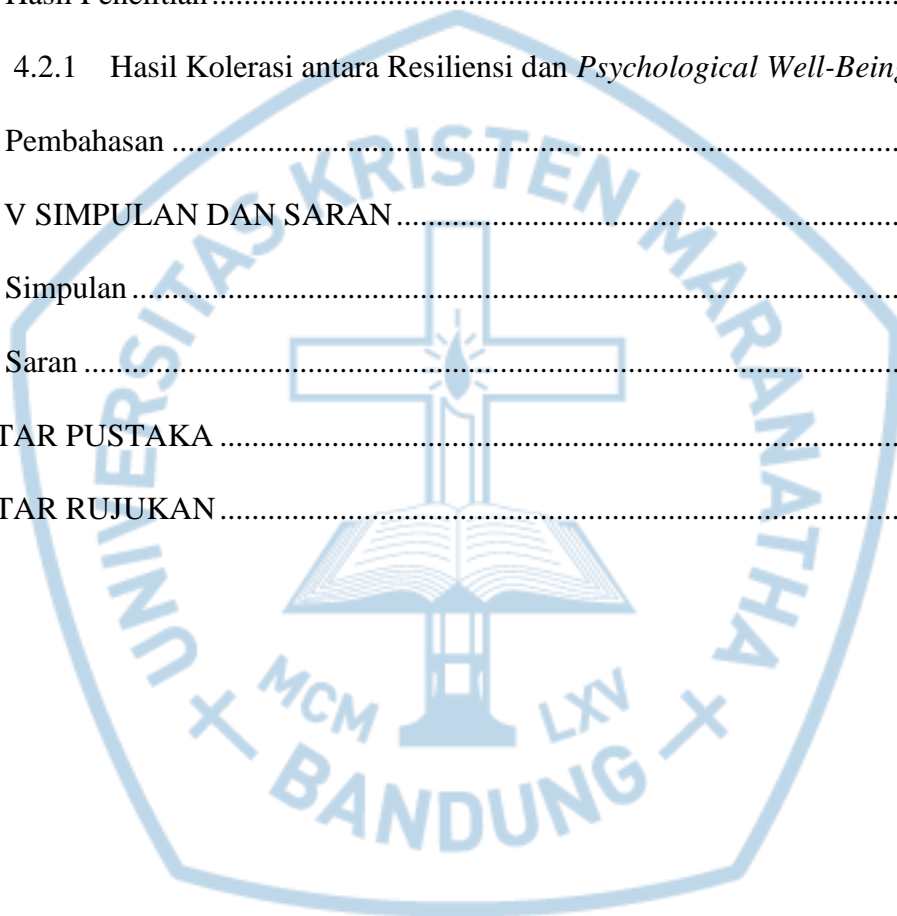 Hasil Penelitian ........................................................................................
4.2.1 Hasil Kolerasi antara Resiliensi dan Psychological Well-Being
Pembahasan ........................................................................................
V SIMPULAN DAN SARAN ................................................................
Simpulan ........................................................................................
Saran ........................................................................................
TAR PUSTAKA ........................................................................................
TAR RUJUKAN ........................................................................................
UNIVERSITAS KRISTEN MARANATHA
MCM LXV
BANDUNG